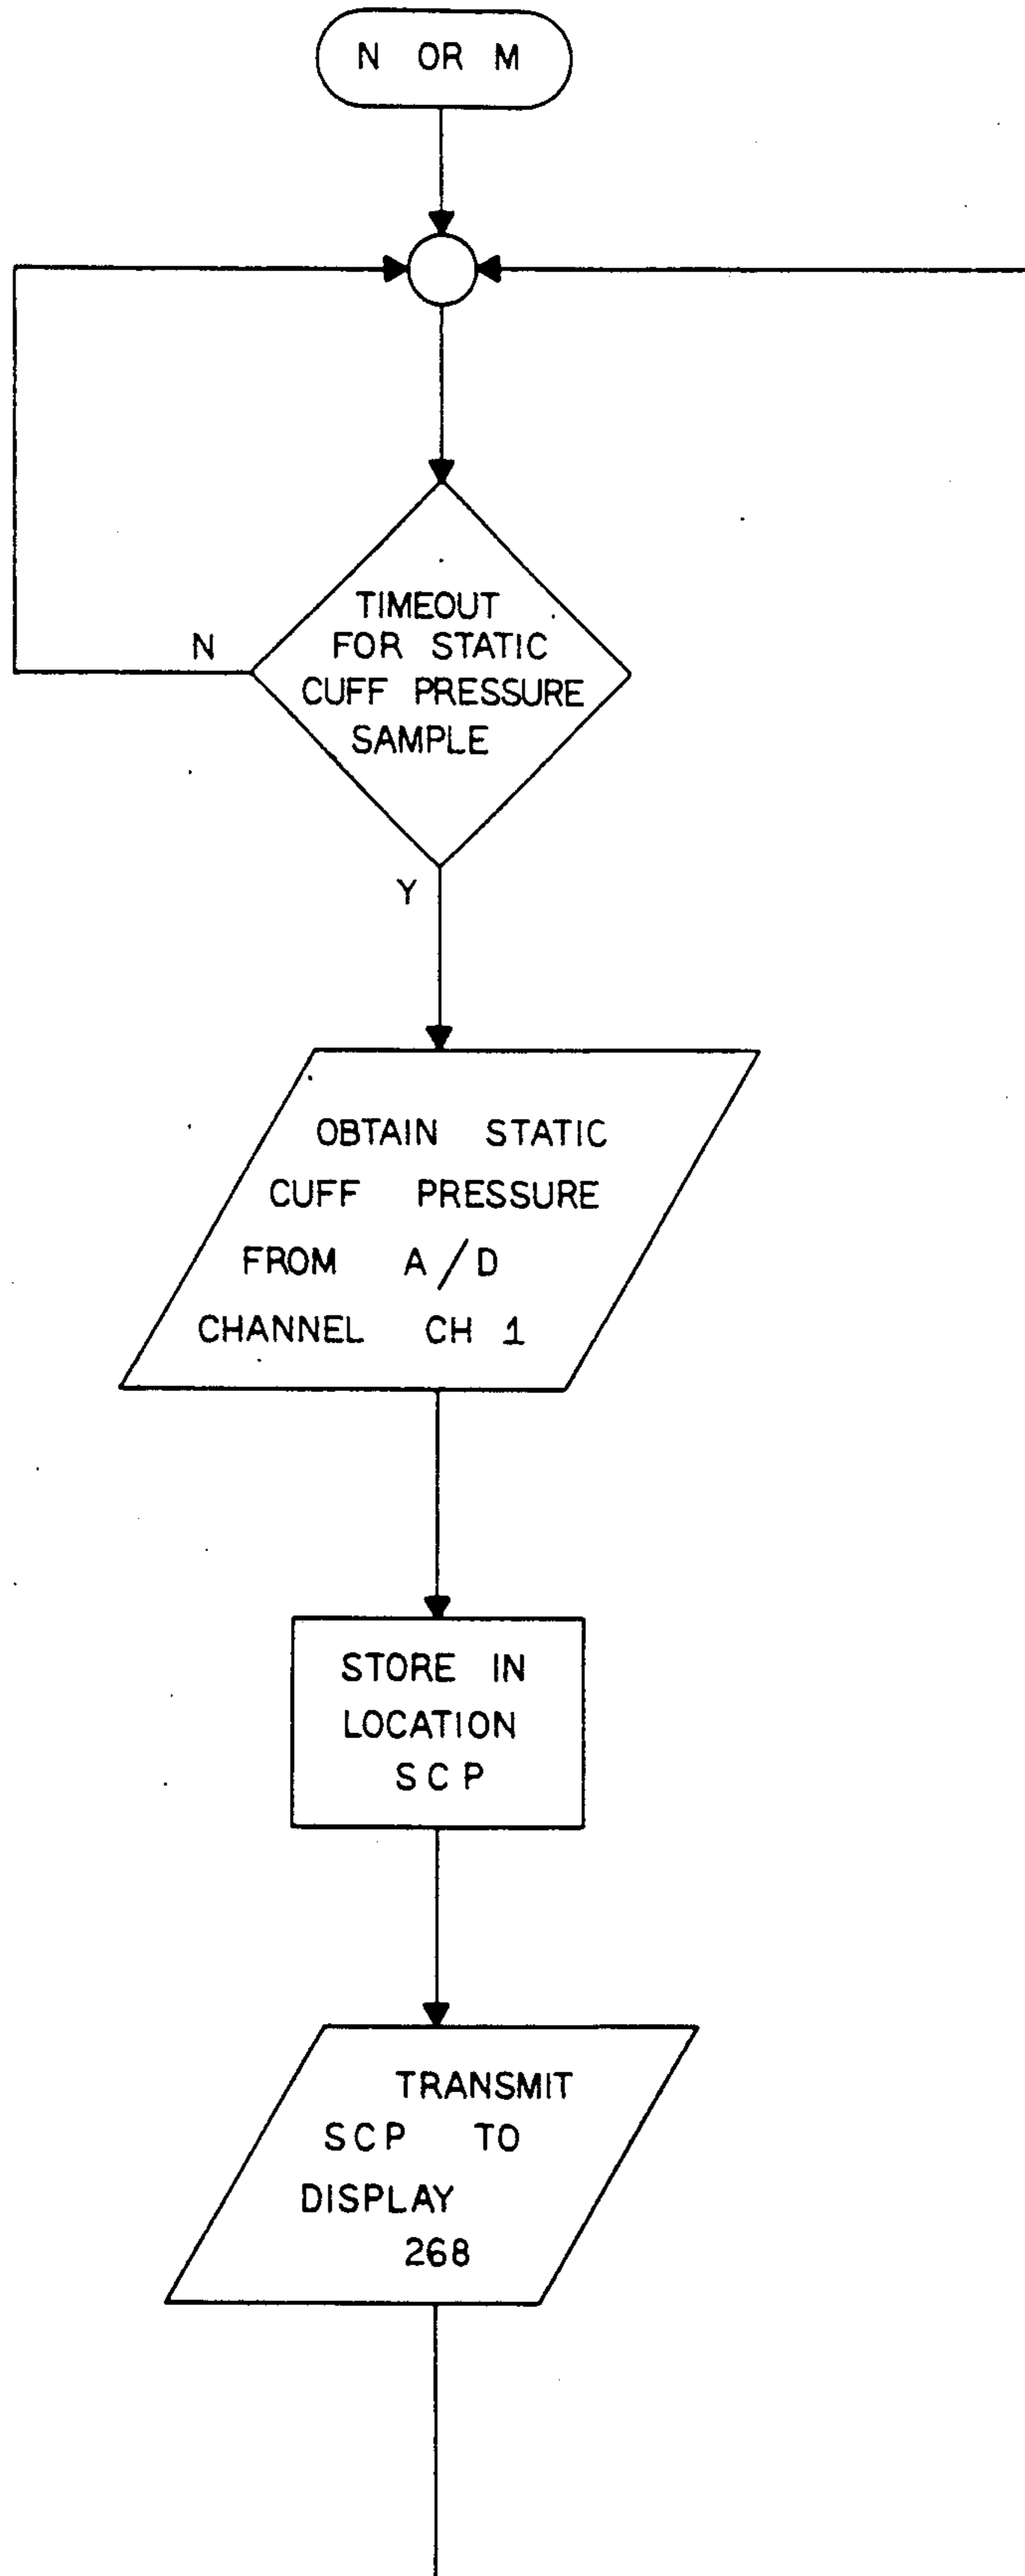 N OR M
TIMEOUT
FOR STATIC
CUFF PRESSURE
SAMPLE
N
Y
OBTAIN STATIC
CUFF PRESSURE
FROM A/D
CHANNEL CH 1
STORE IN
LOCATION
SCP
TRANSMIT
SCP TO
DISPLAY
268